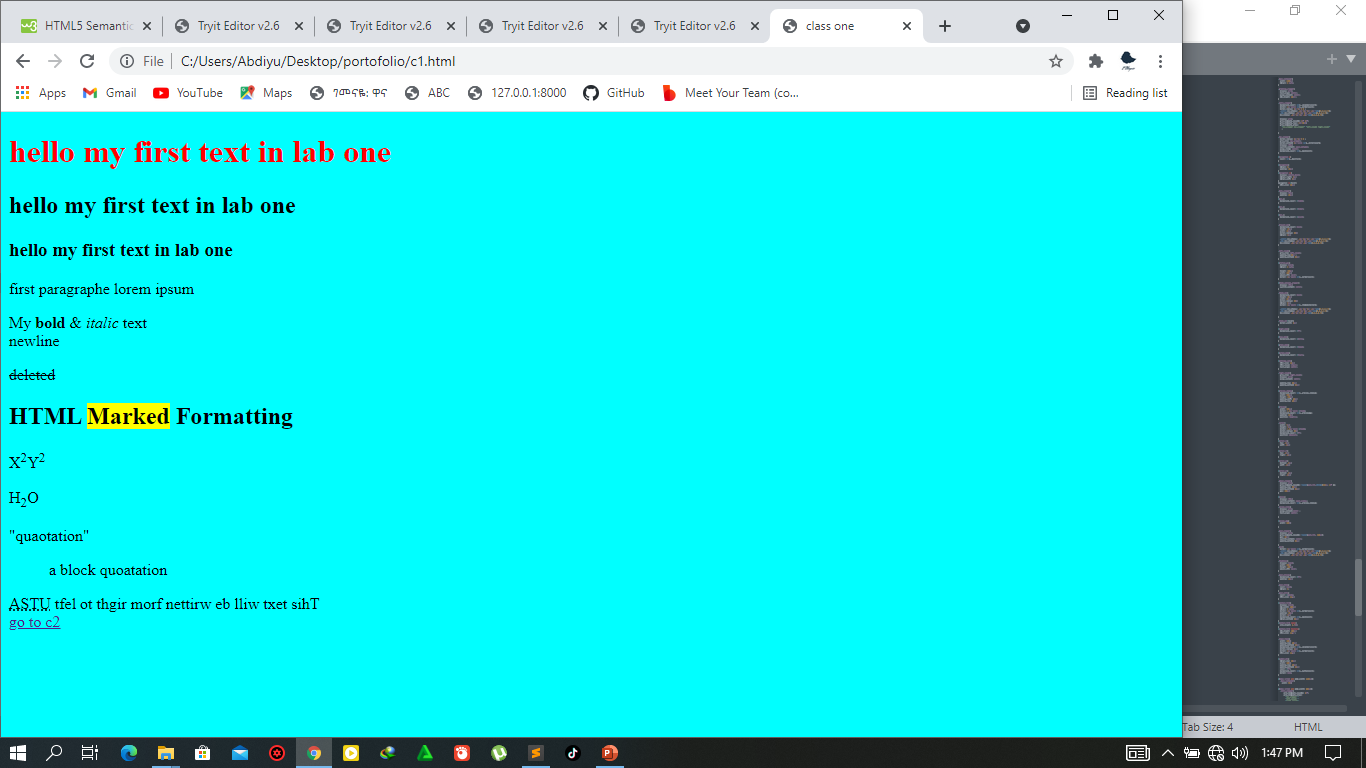 HTML5 Semantic
Tryit Editor v2.6
Tryit Editor v2.6
Tryit Editor v2.6
Tryit Editor v2.6
class one
File
C:/Users/Abdiyu/Desktop/portofolio/c1.html
Apps
Gmail
YouTube
Maps
ገመናዬ: ዋና
ABC
127.0.0.1:8000
GitHub
Meet Your Team (co...
Reading list
hello my first text in lab one
hello my first text in lab one
hello my first text in lab one
first paragraphe lorem ipsum
My bold & italic text
newline
deleted
HTML Marked Formatting
X²Y²
H₂O
"quaotation"
a block quoatation
ASTU tfel ot thgir morf nettirw eb lliw txet sihT
go to c2
Tab Size: 4
HTML
1:47 PM